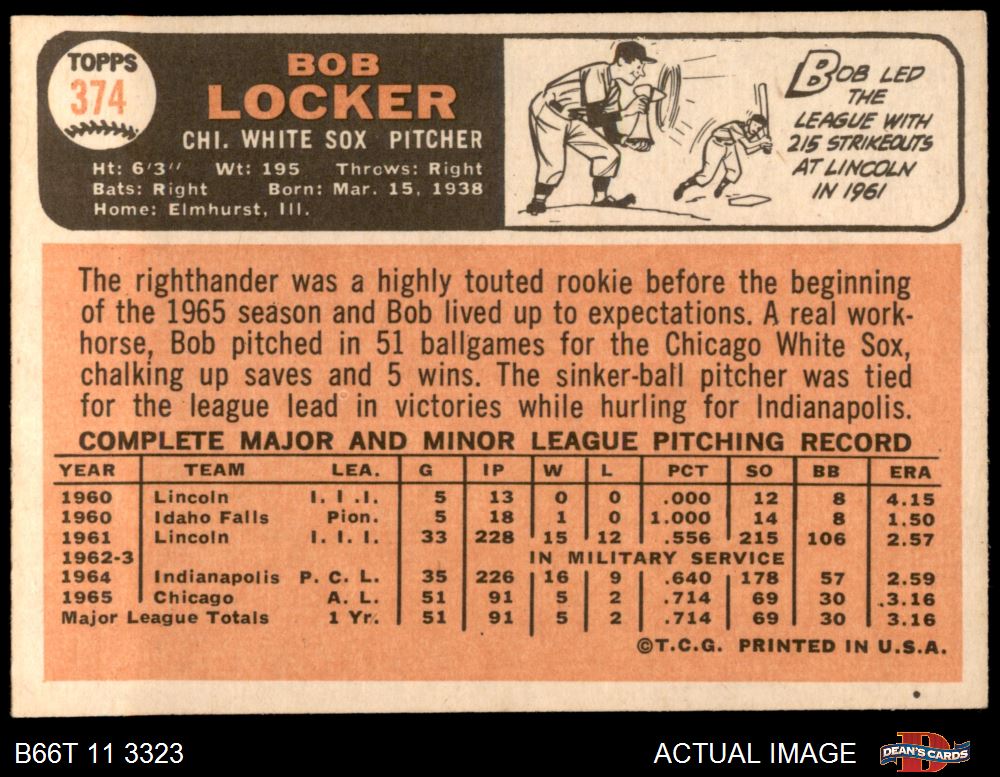 TOPPS
374
BOB
LOCKER
CHI. WHITE SOX PITCHER
Ht: 6'3" Wt: 195 Throws: Right
Bats: Right Born: Mar. 15, 1938
Home: Elmhurst, Ill.
BOB LED
THE
LEAGUE WITH
215 STRIKEOUTS
AT LINCOLN
IN 1961
The righthander was a highly touted rookie before the beginning
of the 1965 season and Bob lived up to expectations. A real work-
horse, Bob pitched in 51 ballgames for the Chicago White Sox,
chalking up saves and 5 wins. The sinker-ball pitcher was tied
for the league lead in victories while hurling for Indianapolis.
COMPLETE MAJOR AND MINOR LEAGUE PITCHING RECORD
YEAR TEAM LEA. G IP W L PCT SO BB ERA
1960 Lincoln I. I .I. 5 13 0 0 .000 12 8 4.15
1960 Idaho Falls Pion. 5 18 1 0 1.000 14 8 1.50
1961 Lincoln I. I. I. 33 228 15 12 .556 215 106 2.57
1962-3 IN MILITARY SERVICE
1964 Indianapolis P. C. L. 35 226 16 9 .640 178 57 2.59
1965 Chicago A. L. 51 91 5 2 .714 69 30 3.16
Major League Totals 1 Yr. 51 91 5 2 .714 69 30 3.16
©T.C.G. PRINTED IN U.S.A.
B66T 11 3323
ACTUAL IMAGE
D
DEAN'S CARDS